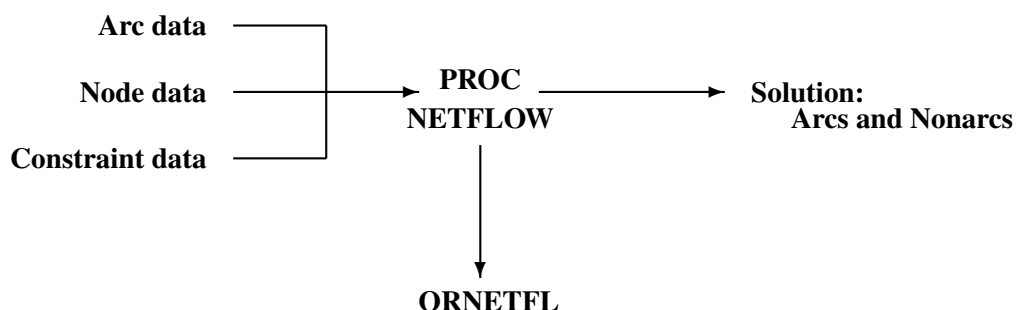 Arc data
Node data
Constraint data
PROC
NETFLOW
Solution:
Arcs and Nonarcs
ORNETFL